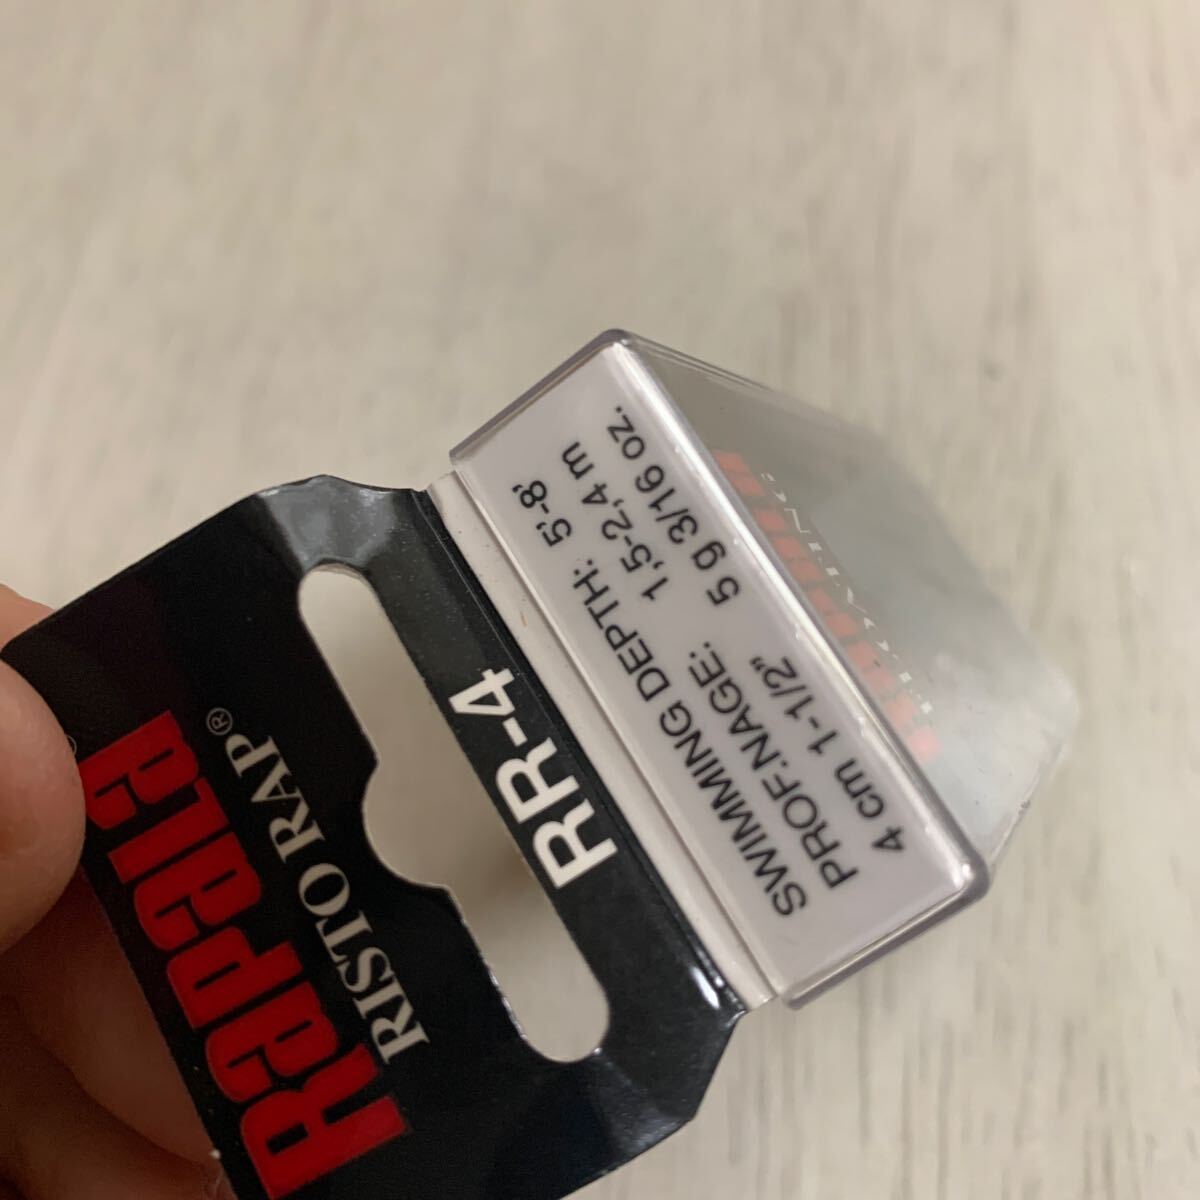 Rapala
RISTO RAP®
RR-4
SWIMMING DEPTH: 5'-8'
PROF.NAGE: 1,5-2,4 m
4 cm 1-1/2" 5 g 3/16 oz.